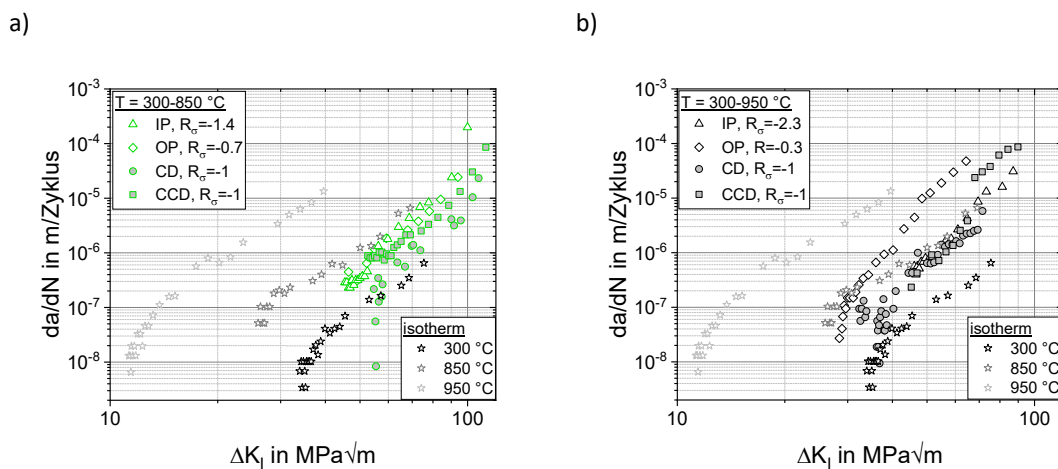 a)
da/dN in m/Zyklus
10⁻³
10⁻⁴
10⁻⁵
10⁻⁶
10⁻⁷
10⁻⁸
T = 300-850 °C
IP, Rσ=-1.4
OP, Rσ=-0.7
CD, Rσ=-1
CCD, Rσ=-1
isotherm
300 °C
850 °C
950 °C
10
100
ΔK_I in MPa√m
b)
da/dN in m/Zyklus
10⁻³
10⁻⁴
10⁻⁵
10⁻⁶
10⁻⁷
10⁻⁸
T = 300-950 °C
IP, Rσ=-2.3
OP, R=-0.3
CD, Rσ=-1
CCD, Rσ=-1
isotherm
300 °C
850 °C
950 °C
10
100
ΔK_I in MPa√m